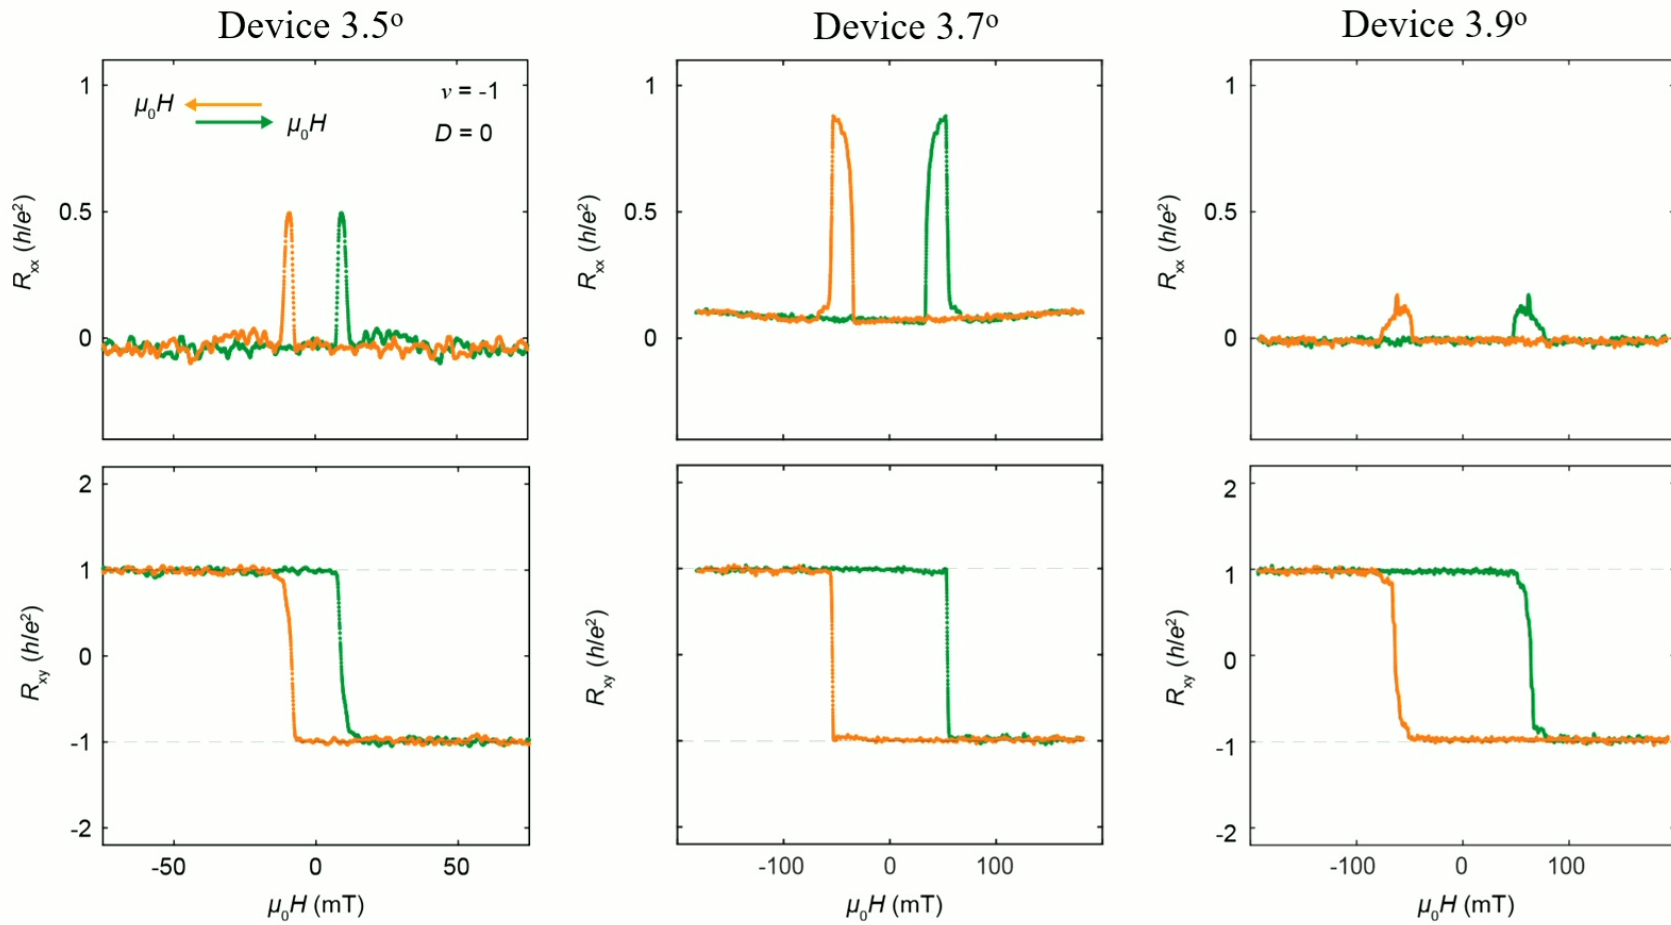 Device 3.5°
Device 3.7°
Device 3.9°
1
0.5
0
Rxx (h/e²)
μ₀H
μ₀H
ν = -1
D = 0
1
0.5
0
Rxx (h/e²)
1
0.5
0
Rxx (h/e²)
2
1
0
-1
-2
Rxy (h/e²)
-50
0
50
μ₀H (mT)
Rxy (h/e²)
-100
0
100
μ₀H (mT)
2
1
0
-1
-2
Rxy (h/e²)
-100
0
100
μ₀H (mT)